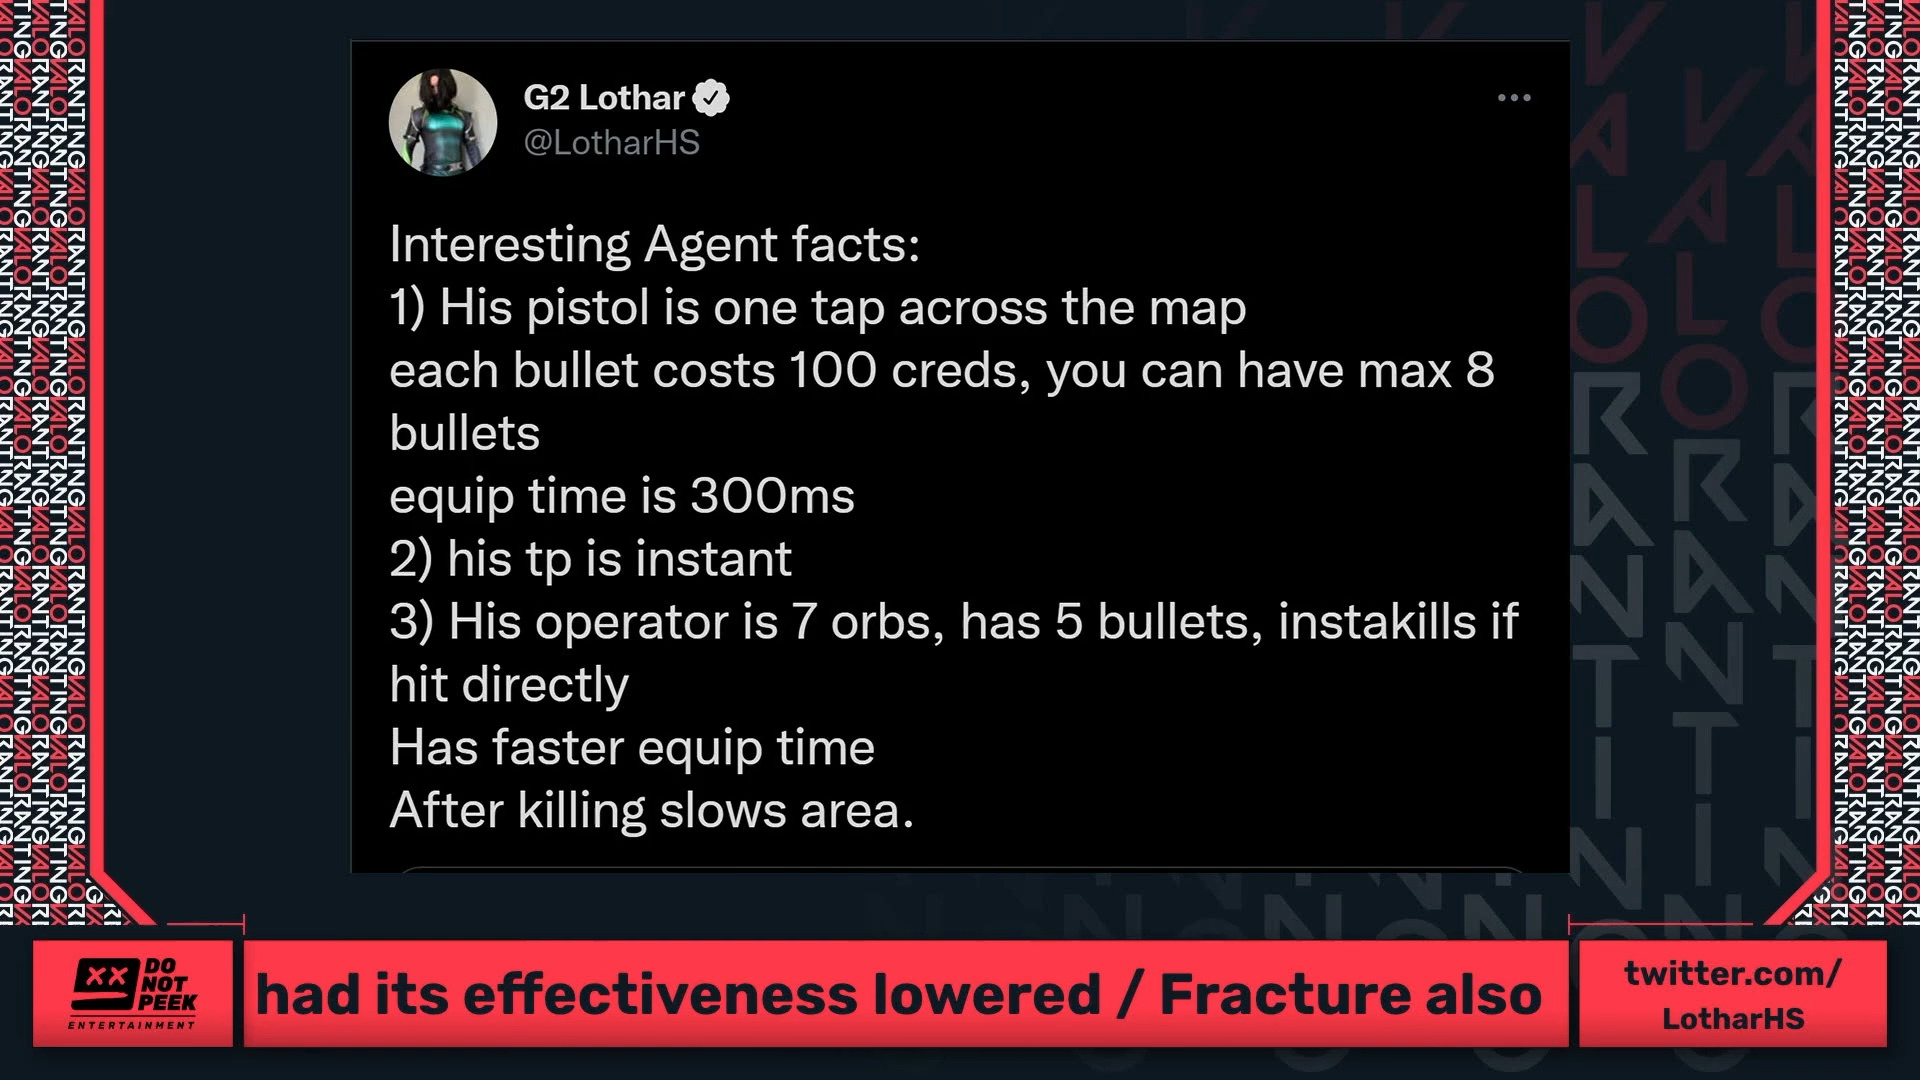 G2 Lothar
@LotharHS
Interesting Agent facts:
1) His pistol is one tap across the map
each bullet costs 100 creds, you can have max 8
bullets
equip time is 300ms
2) his tp is instant
3) His operator is 7 orbs, has 5 bullets, instakills if
hit directly
Has faster equip time
After killing slows area.
DO
NOT
PEEK
ENTERTAINMENT
had its effectiveness lowered / Fracture also
twitter.com/
LotharHS
VALORANTING